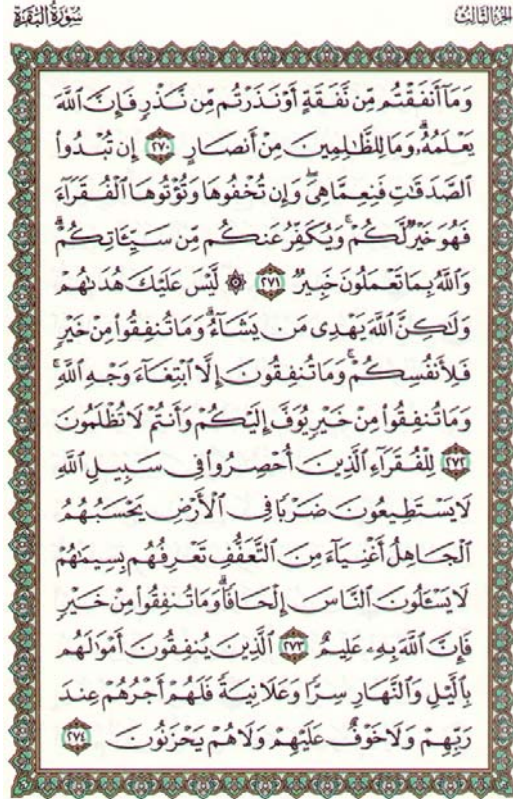 الجزء الثالث
سورة البقرة
وَمَآ أَنفَقْتُم مِّن نَّفَقَةٍ أَوْ نَذَرْتُم مِّن نَّذْرٍ فَإِنَّ ٱللَّهَ
يَعْلَمُهُۥ وَمَا لِلظَّٰلِمِينَ مِنْ أَنصَارٍ ٢٧٠ إِن تُبْدُوا۟
ٱلصَّدَقَٰتِ فَنِعِمَّا هِىَ وَإِن تُخْفُوهَا وَتُؤْتُوهَا ٱلْفُقَرَآءَ
فَهُوَ خَيْرٌ لَّكُمْ وَيُكَفِّرُ عَنكُم مِّن سَيِّـَٔاتِكُمْ
وَٱللَّهُ بِمَا تَعْمَلُونَ خَبِيرٌ ٢٧١ ۞ لَّيْسَ عَلَيْكَ هُدَىٰهُمْ
وَلَٰكِنَّ ٱللَّهَ يَهْدِى مَن يَشَآءُ وَمَا تُنفِقُوا۟ مِنْ خَيْرٍ
فَلِأَنفُسِكُمْ وَمَا تُنفِقُونَ إِلَّا ٱبْتِغَآءَ وَجْهِ ٱللَّهِ
وَمَا تُنفِقُوا۟ مِنْ خَيْرٍ يُوَفَّ إِلَيْكُمْ وَأَنتُمْ لَا تُظْلَمُونَ
٢٧٢ لِلْفُقَرَآءِ ٱلَّذِينَ أُحْصِرُوا۟ فِى سَبِيلِ ٱللَّهِ
لَا يَسْتَطِيعُونَ ضَرْبًا فِى ٱلْأَرْضِ يَحْسَبُهُمُ
ٱلْجَاهِلُ أَغْنِيَآءَ مِنَ ٱلتَّعَفُّفِ تَعْرِفُهُم بِسِيمَٰهُمْ
لَا يَسْـَٔلُونَ ٱلنَّاسَ إِلْحَافًا وَمَا تُنفِقُوا۟ مِنْ خَيْرٍ
فَإِنَّ ٱللَّهَ بِهِۦ عَلِيمٌ ٢٧٣ ٱلَّذِينَ يُنفِقُونَ أَمْوَٰلَهُم
بِٱلَّيْلِ وَٱلنَّهَارِ سِرًّا وَعَلَانِيَةً فَلَهُمْ أَجْرُهُمْ عِندَ
رَبِّهِمْ وَلَا خَوْفٌ عَلَيْهِمْ وَلَا هُمْ يَحْزَنُونَ ٢٧٤